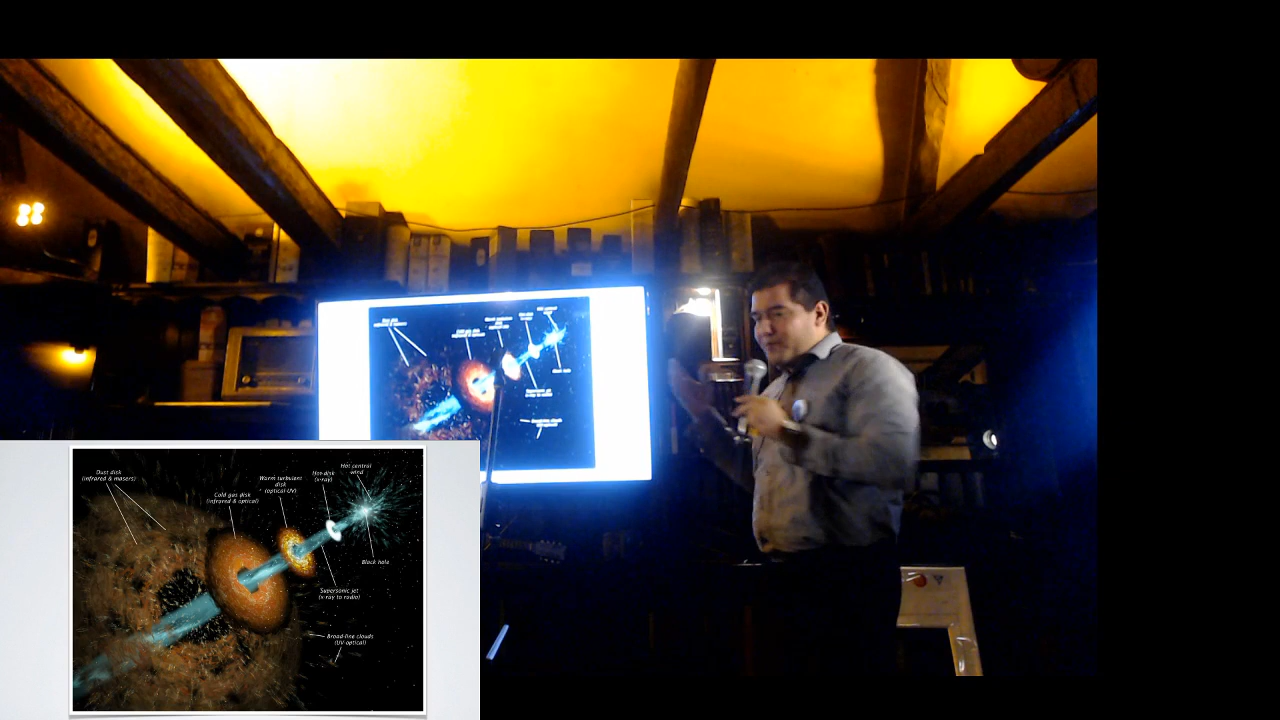 Dust disk
(infrared & masers)
Cold gas disk
(infrared & optical)
Warm turbulent
disk
(optical-UV)
Hot disk
(x-ray)
Hot central
wind
Black hole
Supersonic jet
(x-ray to radio)
Broad-line clouds
(UV-optical)